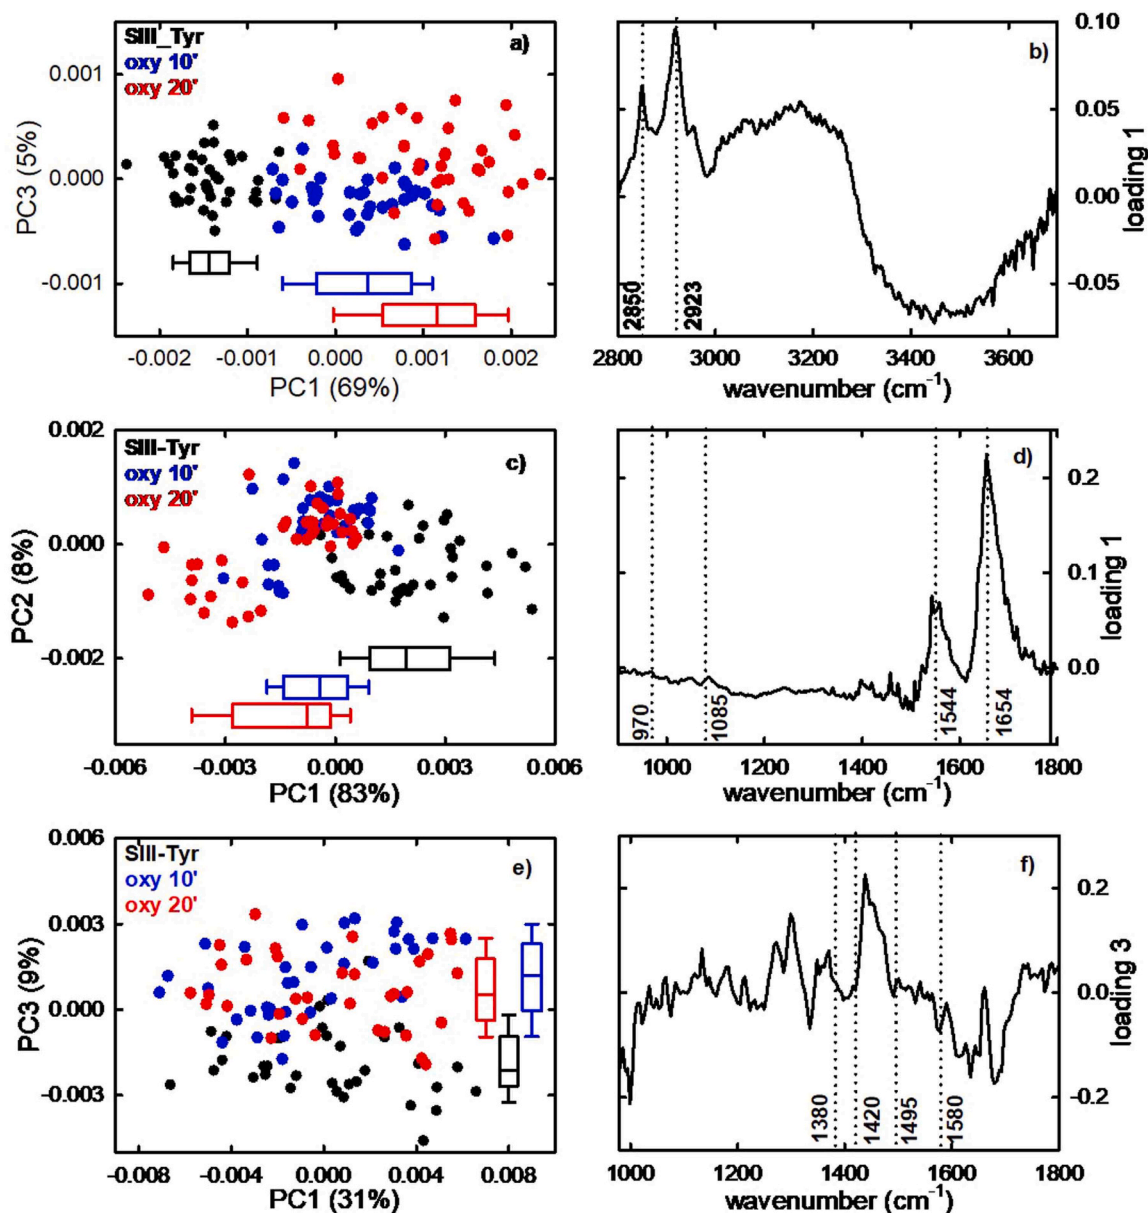 SIII_Tyr
oxy 10'
oxy 20'
a)
0.001
0.000
-0.001
PC3 (5%)
-0.002
-0.001
0.000
0.001
0.002
PC1 (69%)
b)
0.10
0.05
0.00
-0.05
loading 1
2850
2923
2800
3000
3200
3400
3600
wavenumber (cm⁻¹)
SIII-Tyr
oxy 10'
oxy 20'
c)
0.002
0.000
-0.002
PC2 (8%)
-0.006
-0.003
0.000
0.003
0.006
PC1 (83%)
d)
0.2
0.1
0.0
loading 1
970
1085
1544
1654
1000
1200
1400
1600
1800
wavenumber (cm⁻¹)
SIII-Tyr
oxy 10'
oxy 20'
e)
0.006
0.003
0.000
-0.003
PC3 (9%)
-0.008
-0.004
0.000
0.004
0.008
PC1 (31%)
f)
0.2
0.0
-0.2
loading 3
1380
1420
1495
1580
1000
1200
1400
1600
1800
wavenumber (cm⁻¹)